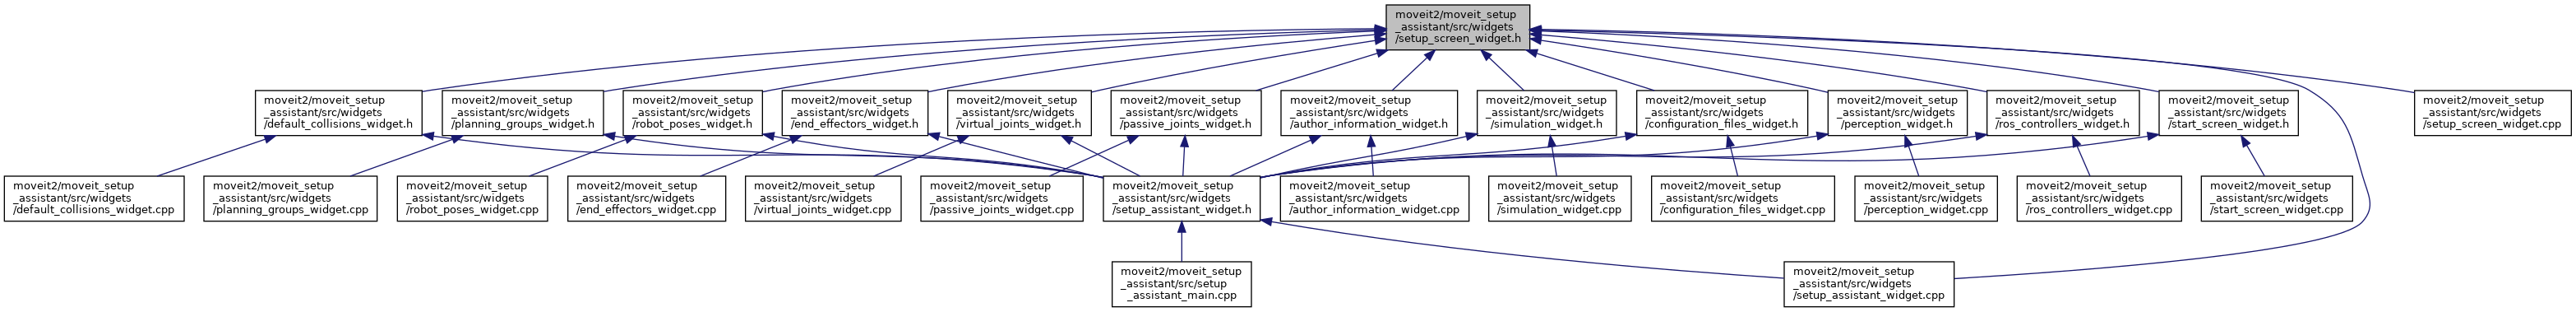 moveit2/moveit_setup
_assistant/src/widgets
/setup_screen_widget.h
moveit2/moveit_setup
_assistant/src/widgets
/default_collisions_widget.h
moveit2/moveit_setup
_assistant/src/widgets
/planning_groups_widget.h
moveit2/moveit_setup
_assistant/src/widgets
/robot_poses_widget.h
moveit2/moveit_setup
_assistant/src/widgets
/end_effectors_widget.h
moveit2/moveit_setup
_assistant/src/widgets
/virtual_joints_widget.h
moveit2/moveit_setup
_assistant/src/widgets
/passive_joints_widget.h
moveit2/moveit_setup
_assistant/src/widgets
/author_information_widget.h
moveit2/moveit_setup
_assistant/src/widgets
/simulation_widget.h
moveit2/moveit_setup
_assistant/src/widgets
/configuration_files_widget.h
moveit2/moveit_setup
_assistant/src/widgets
/perception_widget.h
moveit2/moveit_setup
_assistant/src/widgets
/ros_controllers_widget.h
moveit2/moveit_setup
_assistant/src/widgets
/start_screen_widget.h
moveit2/moveit_setup
_assistant/src/widgets
/setup_screen_widget.cpp
moveit2/moveit_setup
_assistant/src/widgets
/default_collisions_widget.cpp
moveit2/moveit_setup
_assistant/src/widgets
/planning_groups_widget.cpp
moveit2/moveit_setup
_assistant/src/widgets
/robot_poses_widget.cpp
moveit2/moveit_setup
_assistant/src/widgets
/end_effectors_widget.cpp
moveit2/moveit_setup
_assistant/src/widgets
/virtual_joints_widget.cpp
moveit2/moveit_setup
_assistant/src/widgets
/passive_joints_widget.cpp
moveit2/moveit_setup
_assistant/src/widgets
/setup_assistant_widget.h
moveit2/moveit_setup
_assistant/src/widgets
/author_information_widget.cpp
moveit2/moveit_setup
_assistant/src/widgets
/simulation_widget.cpp
moveit2/moveit_setup
_assistant/src/widgets
/configuration_files_widget.cpp
moveit2/moveit_setup
_assistant/src/widgets
/perception_widget.cpp
moveit2/moveit_setup
_assistant/src/widgets
/ros_controllers_widget.cpp
moveit2/moveit_setup
_assistant/src/widgets
/start_screen_widget.cpp
moveit2/moveit_setup
_assistant/src/setup
_assistant_main.cpp
moveit2/moveit_setup
_assistant/src/widgets
/setup_assistant_widget.cpp